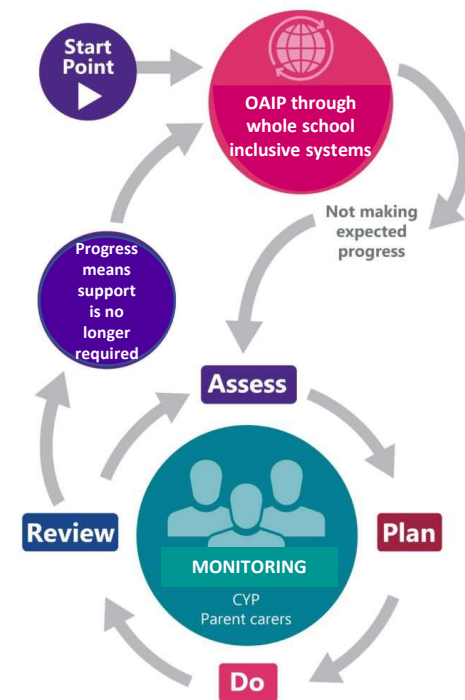 Start
Point
OAIP through
whole school
inclusive systems
Not making
expected
progress
Progress
means
support
is no
longer
required
Assess
Review
Plan
MONITORING
CYP
Parent carers
Do